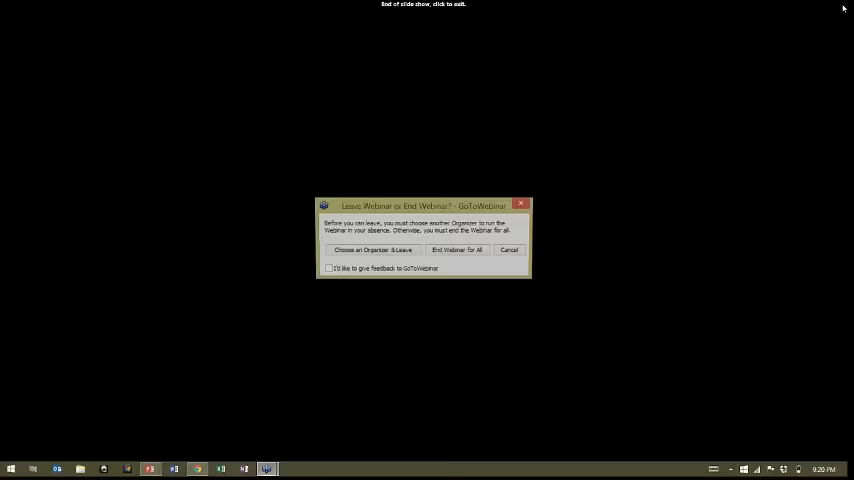 End of slide show, click to exit.
Leave Webinar or End Webinar? - GoToWebinar
Before you can leave, you must choose another Organizer to run the
Webinar in your absence. Otherwise, you must end the Webinar for all.
Choose an Organizer & Leave
End Webinar for All
Cancel
I'd like to give feedback to GoToWebinar
9:20 PM